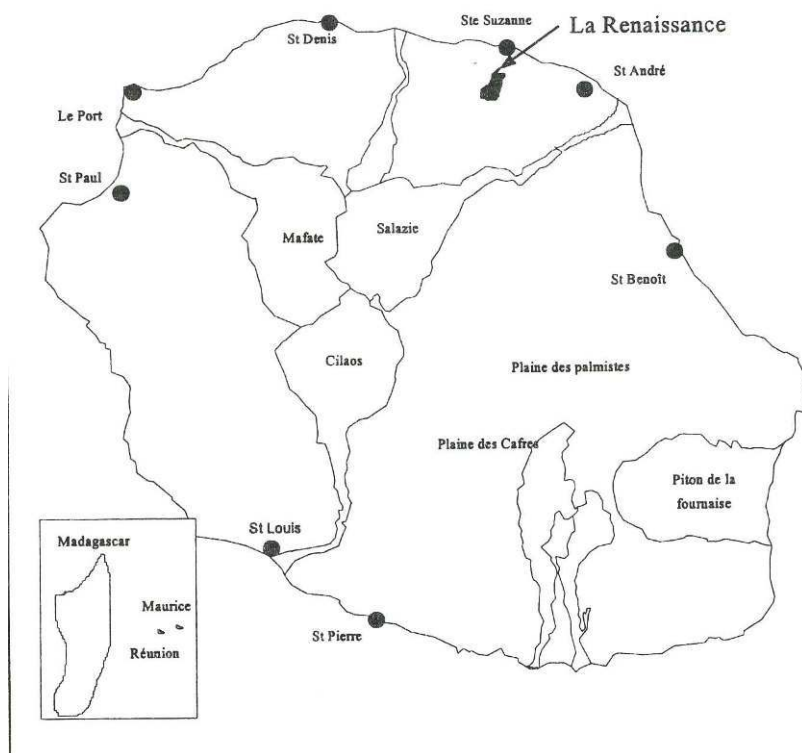 Ste Suzanne
La Renaissance
St Denis
St André
Le Port
St Paul
Mafate
Salazie
St Benoît
Cilaos
Plaine des palmistes
Plaine des Cafres
Piton de la
fournaise
St Louis
Madagascar
Maurice
Réunion
St Pierre